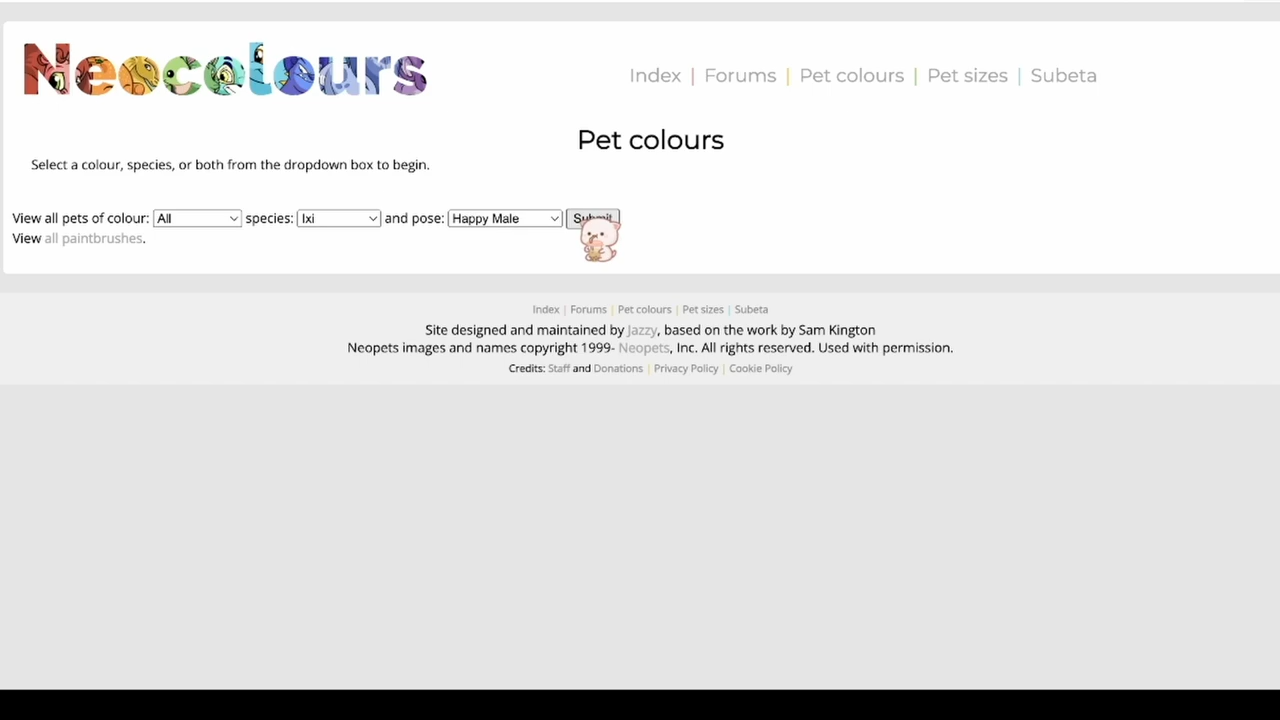 Neocolours
Index | Forums | Pet colours | Pet sizes | Subeta
Pet colours
Select a colour, species, or both from the dropdown box to begin.
View all pets of colour: All species: Ixi and pose: Happy Male Submit
View all paintbrushes.
Index | Forums | Pet colours | Pet sizes | Subeta
Site designed and maintained by Jazzy, based on the work by Sam Kington
Neopets images and names copyright 1999- Neopets, Inc. All rights reserved. Used with permission.
Credits: Staff and Donations | Privacy Policy | Cookie Policy